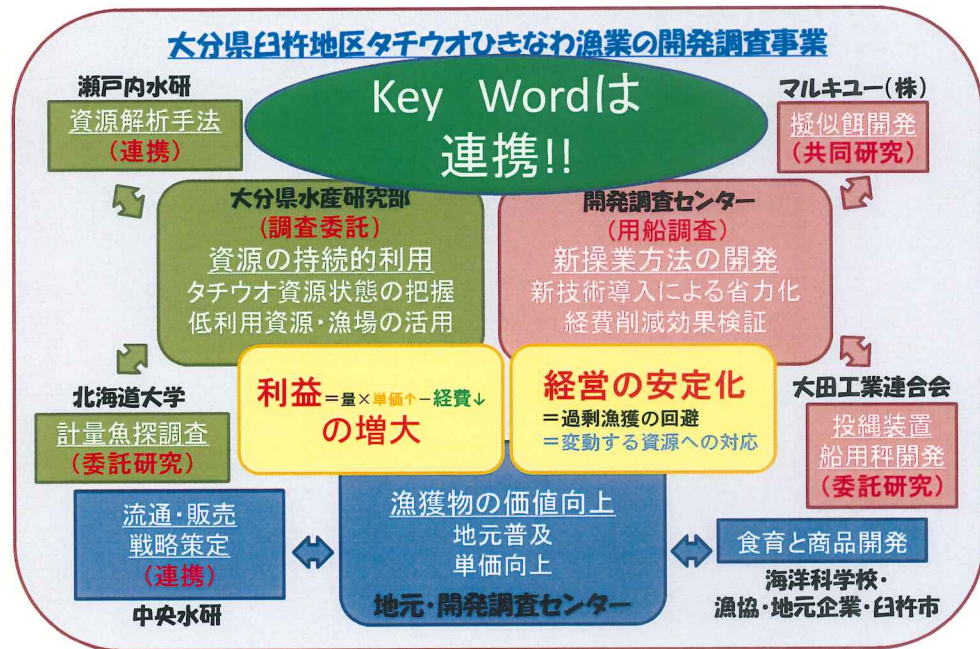 大分県臼杵地区タチウオひきなわ漁業の開発調査事業
Key Wordは
連携!!
瀬戸内水研
資源解析手法
(連携)
マルキユー(株)
擬似餌開発
(共同研究)
大分県水産研究部
(調査委託)
資源の持続的利用
タチウオ資源状態の把握
低利用資源・漁場の活用
開発調査センター
(用船調査)
新操業方法の開発
新技術導入による省力化
経費削減効果検証
利益=量×単価↑-経費↓
の増大
経営の安定化
=過剰漁獲の回避
=変動する資源への対応
北海道大学
計量魚探調査
(委託研究)
大田工業連合会
投縄装置
船用秤開発
(委託研究)
流通・販売
戦略策定
(連携)
中央水研
漁獲物の価値向上
地元普及
単価向上
地元・開発調査センター
食育と商品開発
海洋科学校・
漁協・地元企業・臼杵市